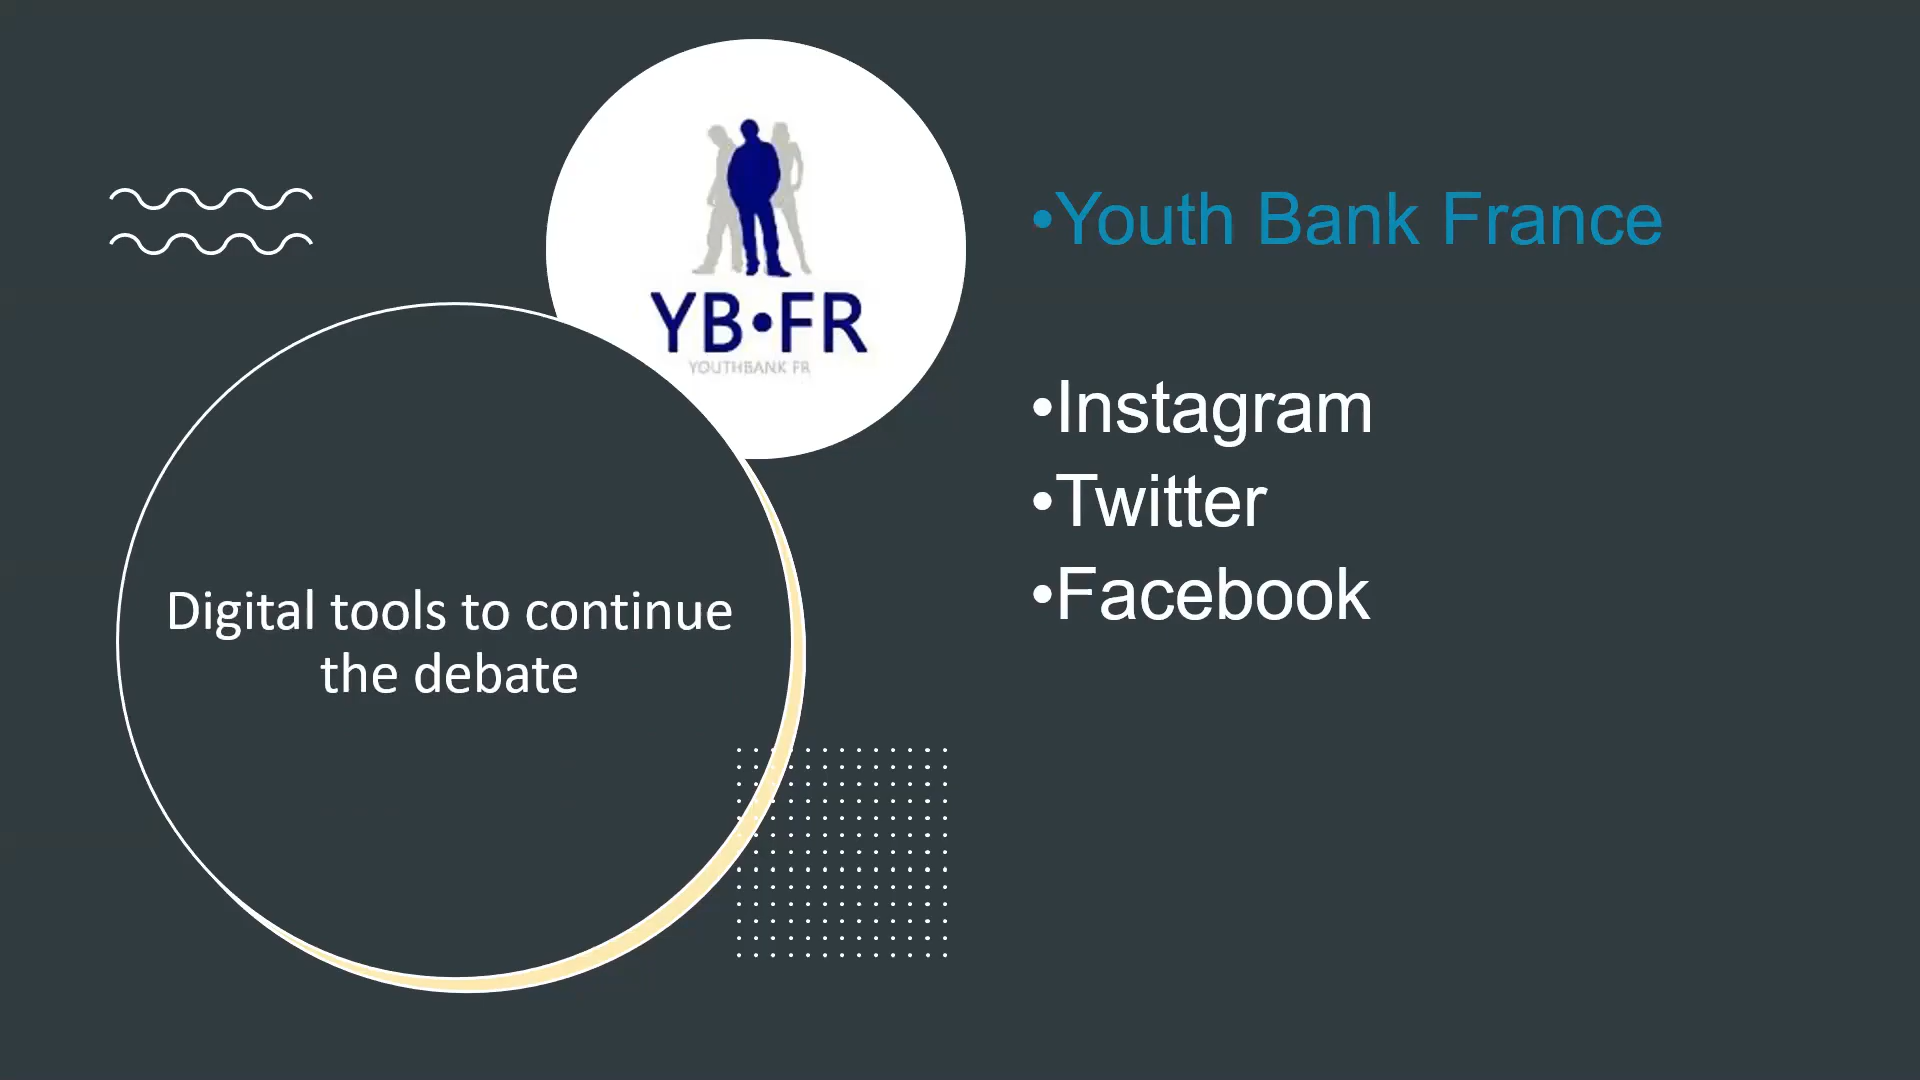 YB•FR
YOUTHBANK FR
Digital tools to continue
the debate
•Youth Bank France
•Instagram
•Twitter
•Facebook